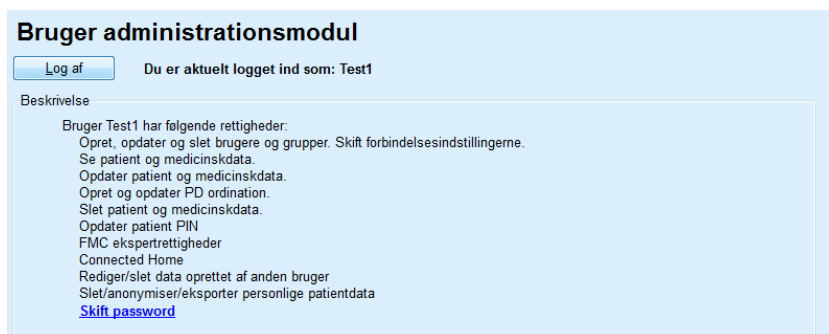 Bruger administrationsmodul
Log af
Du er aktuelt logget ind som: Test1
Beskrivelse
Bruger Test1 har følgende rettigheder:
Opret, opdater og slet brugere og grupper. Skift forbindelsesindstillingerne.
Se patient og medicinskdata.
Opdater patient og medicinskdata.
Opret og opdater PD ordination.
Slet patient og medicinskdata.
Opdater patient PIN
FMC ekspertrettigheder
Connected Home
Rediger/slet data oprettet af anden bruger
Slet/anonymiser/eksporter personlige patientdata
Skift password